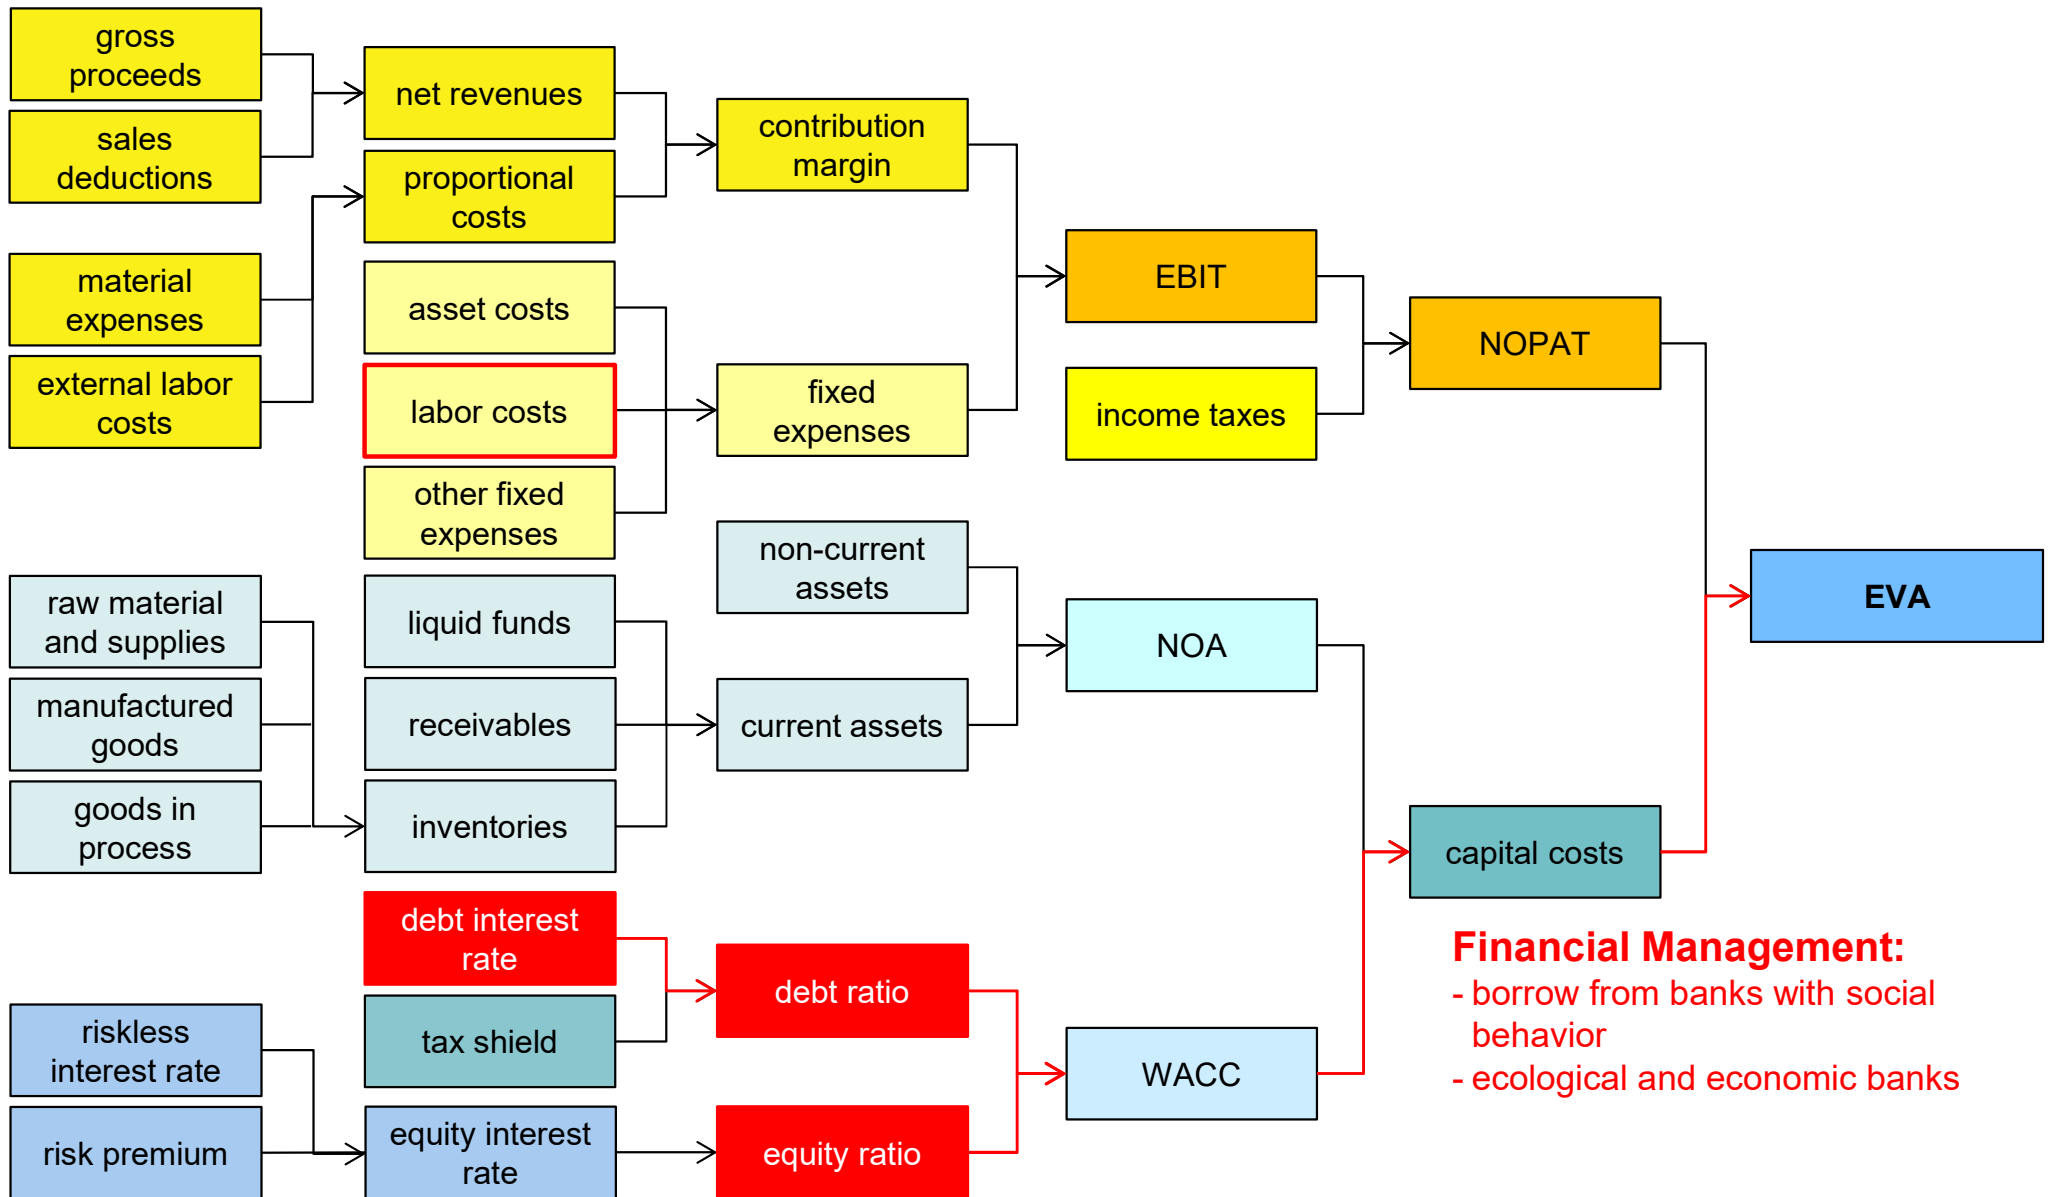 gross
proceeds
sales
deductions
material
expenses
external labor
costs
raw material
and supplies
manufactured
goods
goods in
process
riskless
interest rate
risk premium
net revenues
proportional
costs
asset costs
labor costs
other fixed
expenses
liquid funds
receivables
inventories
debt interest
rate
tax shield
equity interest
rate
contribution
margin
fixed
expenses
non-current
assets
current assets
debt ratio
equity ratio
EBIT
income taxes
NOA
WACC
NOPAT
capital costs
EVA
Financial Management:
- borrow from banks with social
behavior
- ecological and economic banks